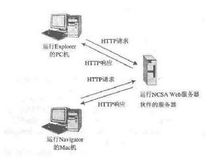 HTTP请求
运行Explorer
的PC机
HTTP响应
HTTP请求
运行NCSA Web服务器
软件的服务器
HTTP响应
运行Navigator
的Mac机